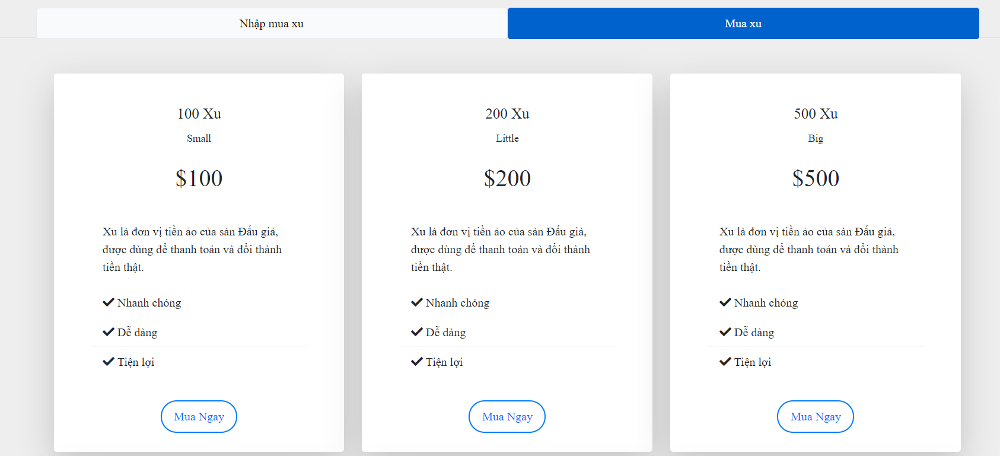 Nhập mua xu
Mua xu
100 Xu
Small
$100
Xu là đơn vị tiền ảo của sàn Đấu giá,
được dùng để thanh toán và đổi thành
tiền thật.
Nhanh chóng
Dễ dàng
Tiện lợi
Mua Ngay
200 Xu
Little
$200
Xu là đơn vị tiền ảo của sàn Đấu giá,
được dùng để thanh toán và đổi thành
tiền thật.
Nhanh chóng
Dễ dàng
Tiện lợi
Mua Ngay
500 Xu
Big
$500
Xu là đơn vị tiền ảo của sàn Đấu giá,
được dùng để thanh toán và đổi thành
tiền thật.
Nhanh chóng
Dễ dàng
Tiện lợi
Mua Ngay